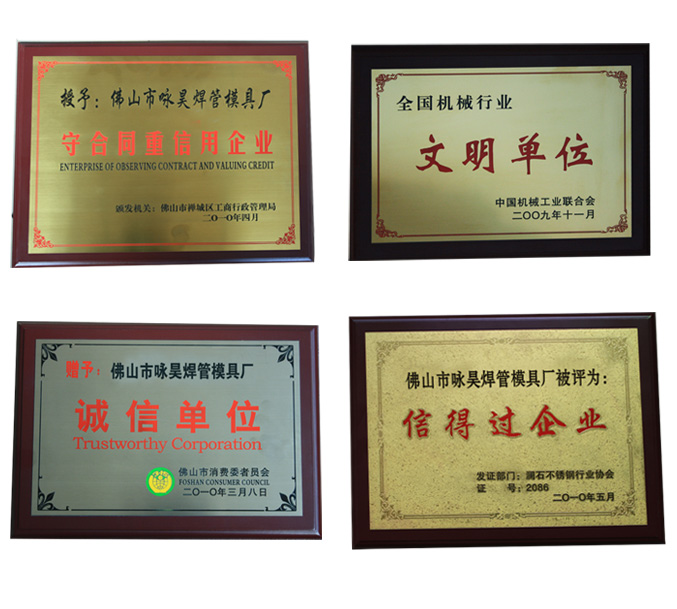 授予：佛山市咏昊焊管模具厂
守合同重信用企业
ENTERPRISE OF OBSERVING CONTRACT AND VALUING CREDIT
颁发机关：佛山市禅城区工商行政管理局
二〇一〇年四月
全国机械行业
文明单位
中国机械工业联合会
二〇〇九年十一月
赠予：佛山市咏昊焊管模具厂
诚信单位
Trustworthy Corporation
佛山市消费委者员会
FOSHAN CONSUMER COUNCIL
二〇一〇年三月八日
佛山市咏昊焊管模具厂被评为：
信得过企业
发证部门：澜石不锈钢行业协会
证 号：2086
二〇一〇年五月